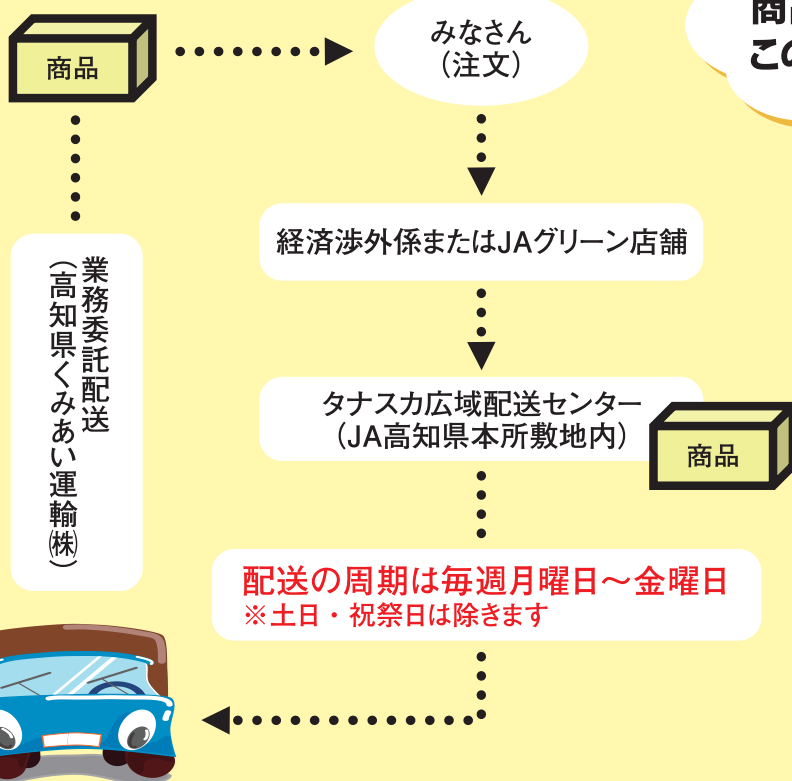 商品
みなさん
（注文）
経済渉外係またはJAグリーン店舗
タナスカ広域配送センター
（JA高知県本所敷地内）
商品
配送の周期は毎週月曜日～金曜日
※土日・祝祭日は除きます
業務委託配送
（高知県くみあい運輸㈱）